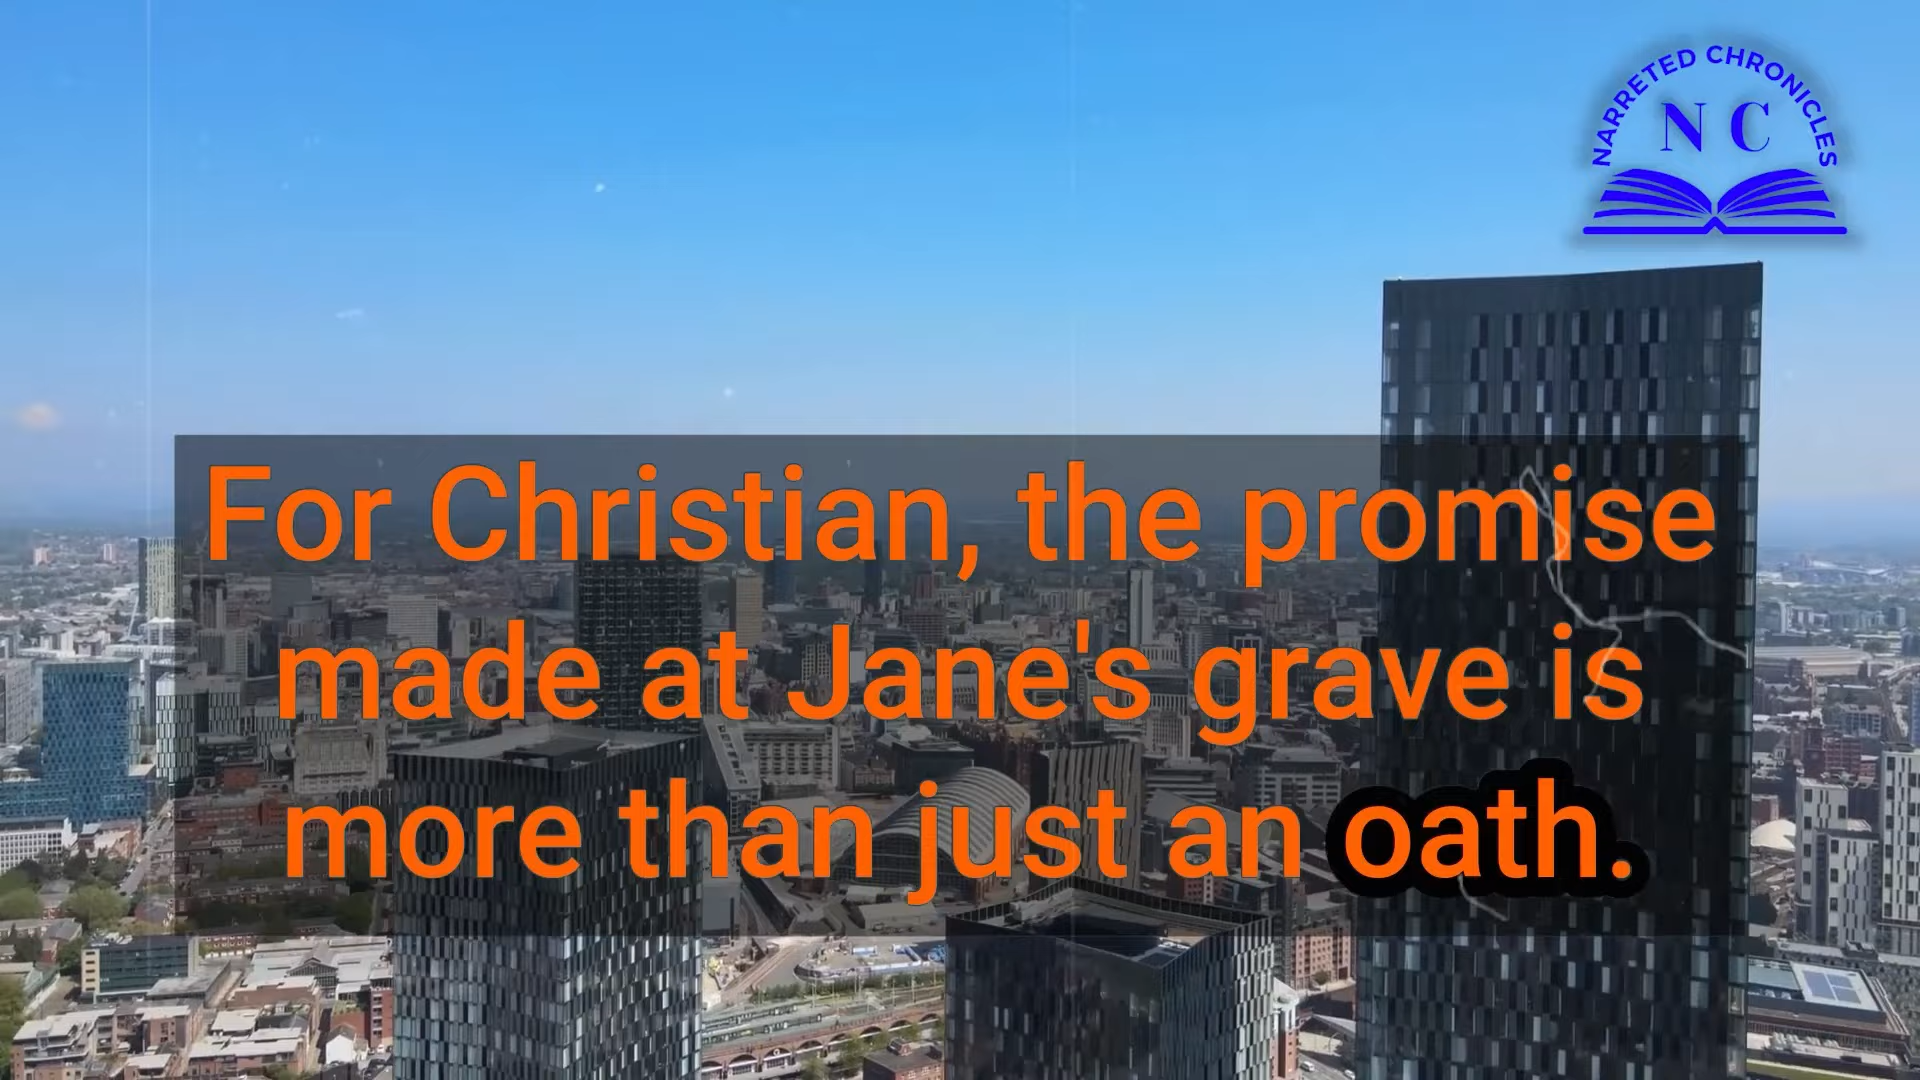 NARRETED CHRONICLES
N C
For Christian, the promise
made at Jane's grave is
more than just an oath.